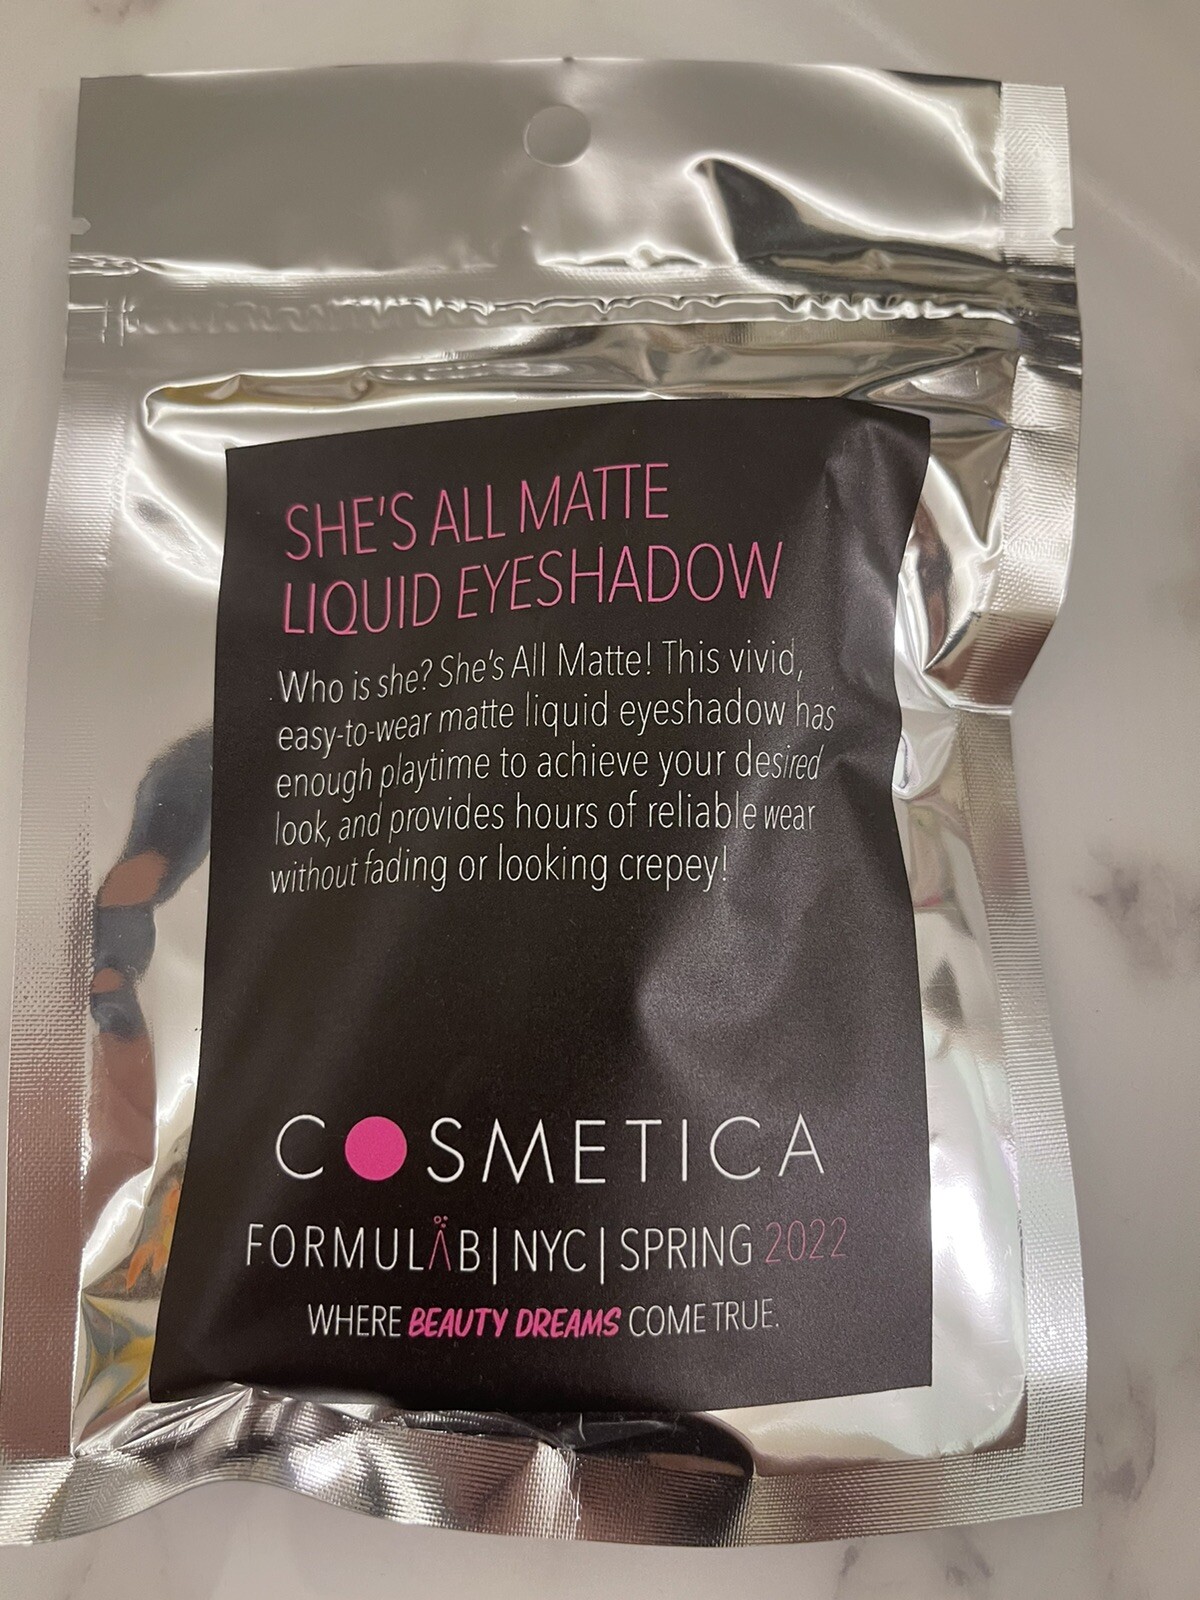 SHE'S ALL MATTE
LIQUID EYESHADOW
Who is she? She's All Matte! This vivid,
easy-to-wear matte liquid eyeshadow has
enough playtime to achieve your desired
look, and provides hours of reliable wear
without fading or looking crepey!
COSMETICA
FORMULÅB | NYC | SPRING 2022
WHERE BEAUTY DREAMS COME TRUE.